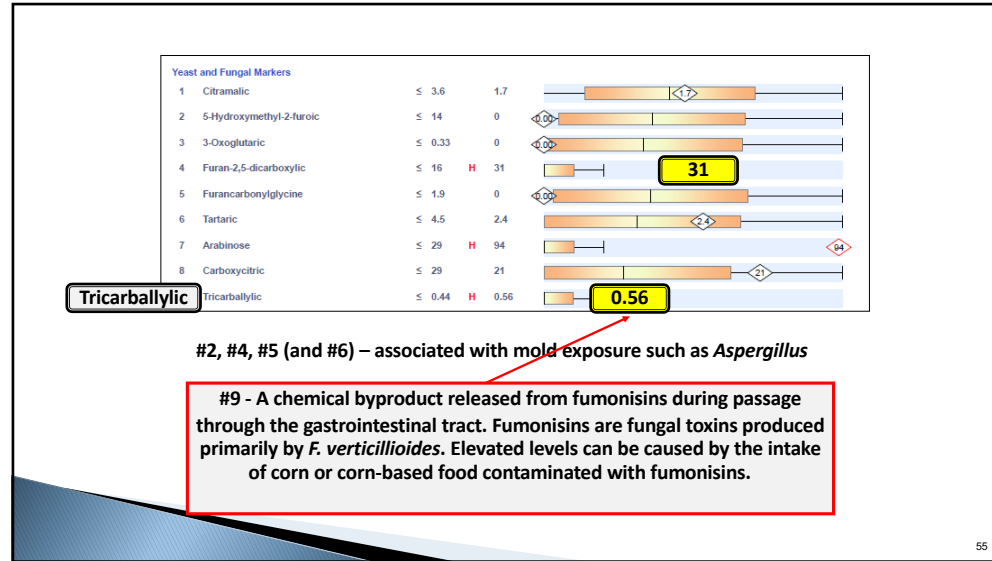 Yeast and Fungal Markers
1 Citramalic ≤ 3.6 1.7 1.7
2 5-Hydroxymethyl-2-furoic ≤ 14 0 0.00
3 3-Oxoglutaric ≤ 0.33 0 0.00
4 Furan-2,5-dicarboxylic ≤ 16 H 31 31
5 Furancarbonylglycine ≤ 1.9 0 0.00
6 Tartaric ≤ 4.5 2.4 2.4
7 Arabinose ≤ 29 H 94 94
8 Carboxycitric ≤ 29 21 21
Tricarballylic Tricarballylic ≤ 0.44 H 0.56 0.56
#2, #4, #5 (and #6) – associated with mold exposure such as Aspergillus
#9 - A chemical byproduct released from fumonisins during passage
through the gastrointestinal tract. Fumonisins are fungal toxins produced
primarily by F. verticillioides. Elevated levels can be caused by the intake
of corn or corn-based food contaminated with fumonisins.
55